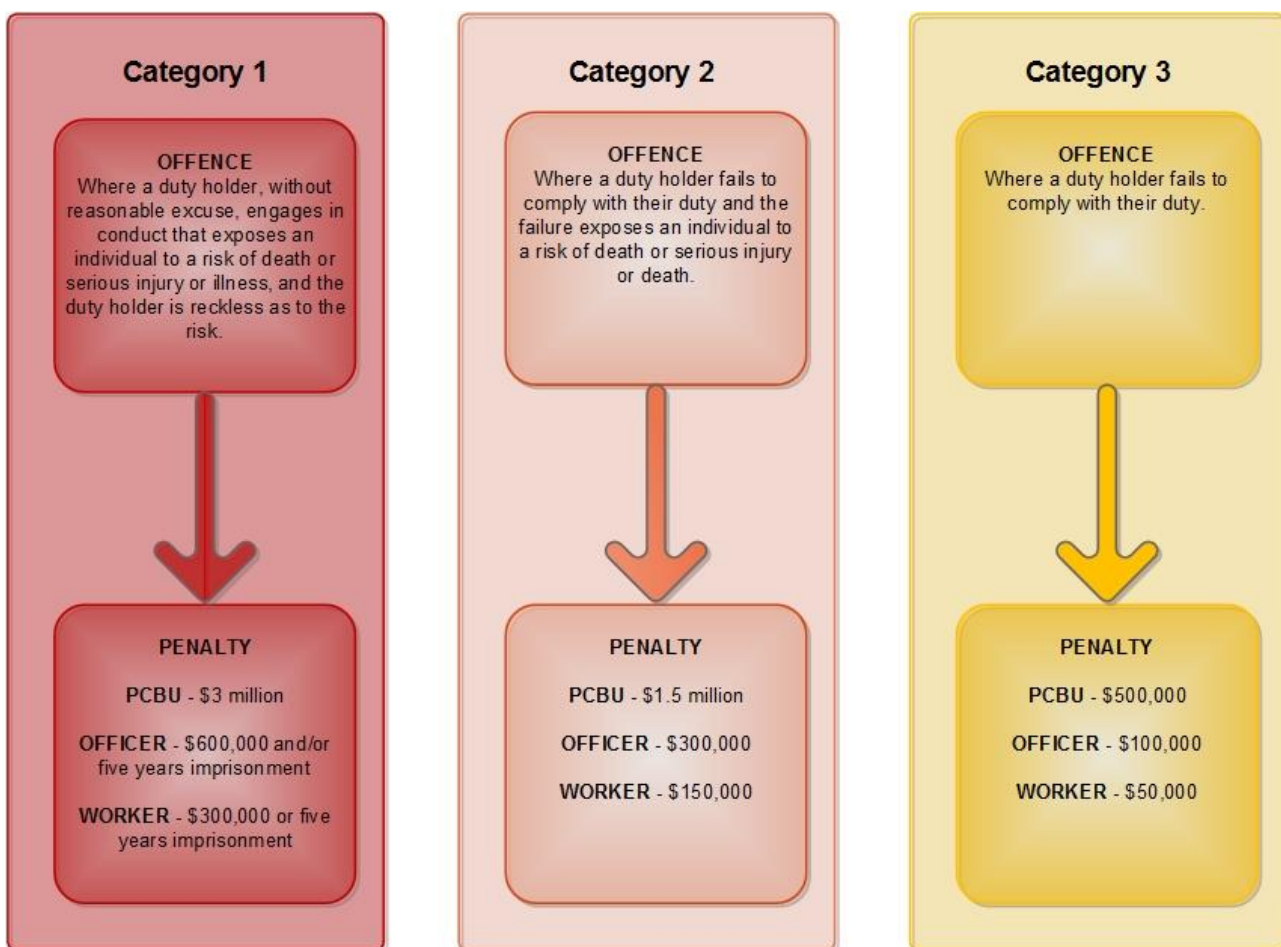 Category 1
OFFENCE
Where a duty holder, without
reasonable excuse, engages in
conduct that exposes an
individual to a risk of death or
serious injury or illness, and the
duty holder is reckless as to the
risk.
PENALTY
PCBU - $3 million
OFFICER - $600,000 and/or
five years imprisonment
WORKER - $300,000 or five
years imprisonment
Category 2
OFFENCE
Where a duty holder fails to
comply with their duty and the
failure exposes an individual to
a risk of death or serious injury
or death.
PENALTY
PCBU - $1.5 million
OFFICER - $300,000
WORKER - $150,000
Category 3
OFFENCE
Where a duty holder fails to
comply with their duty.
PENALTY
PCBU - $500,000
OFFICER - $100,000
WORKER - $50,000